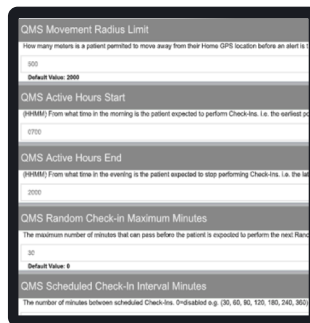 QMS Movement Radius Limit
How many meters is a patient permitted to move away from their Home GPS location before an alert is
500
Default Value: 2000
QMS Active Hours Start
(HHMM) From what time in the morning is the patient expected to perform Check-Ins. i.e. the earliest
0700
QMS Active Hours End
(HHMM) From what time in the evening is the patient expected to stop performing Check-Ins. i.e. the
2000
QMS Random Check-in Maximum Minutes
The maximum number of minutes that can pass before the patient is expected to perform the next
30
Default Value: 0
QMS Scheduled Check-In Interval Minutes
The number of minutes between scheduled Check-Ins. 0=disabled e.g. (30, 60, 90, 120, 180, 240, 360)